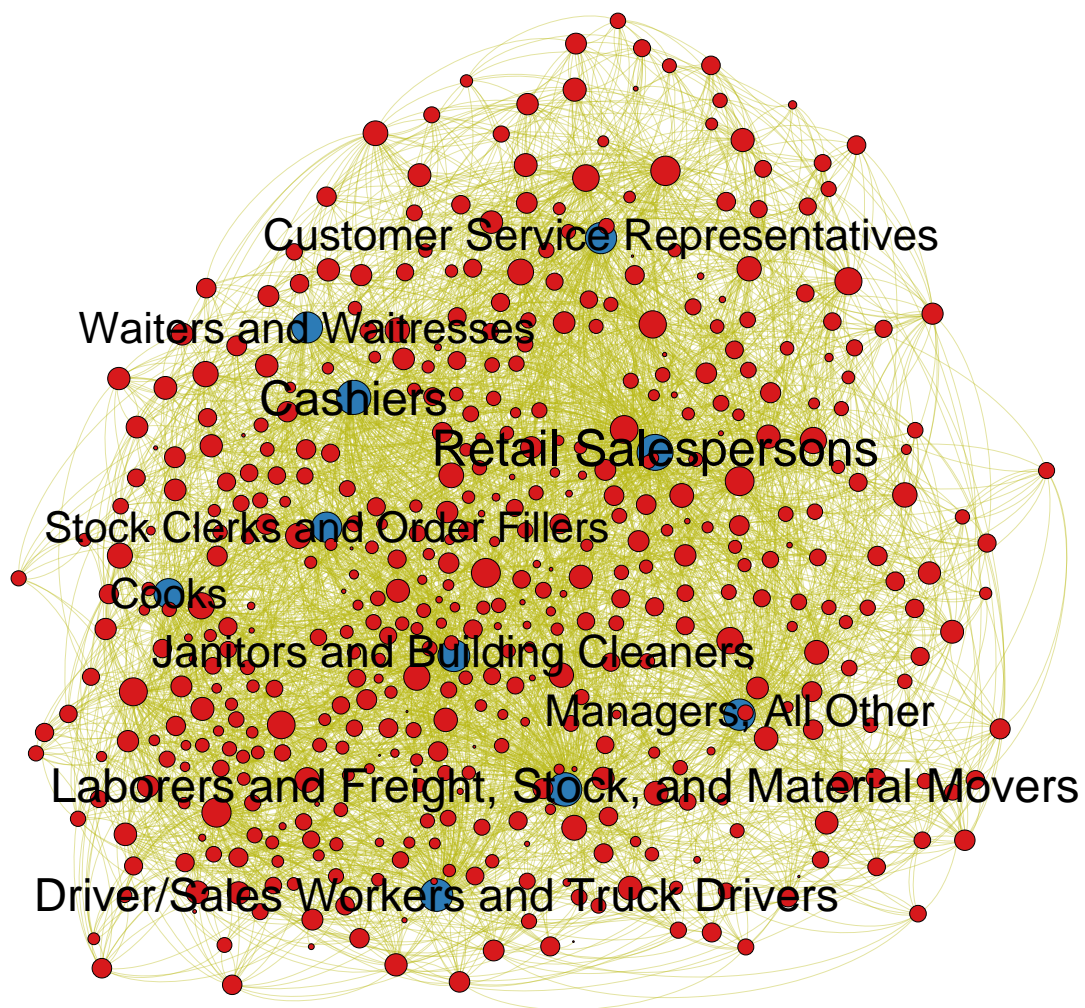 Customer Service Representatives
Waiters and Waitresses
Cashiers
Retail Salespersons
Stock Clerks and Order Fillers
Cooks
Janitors and Building Cleaners
Managers, All Other
Laborers and Freight, Stock, and Material Movers
Driver/Sales Workers and Truck Drivers